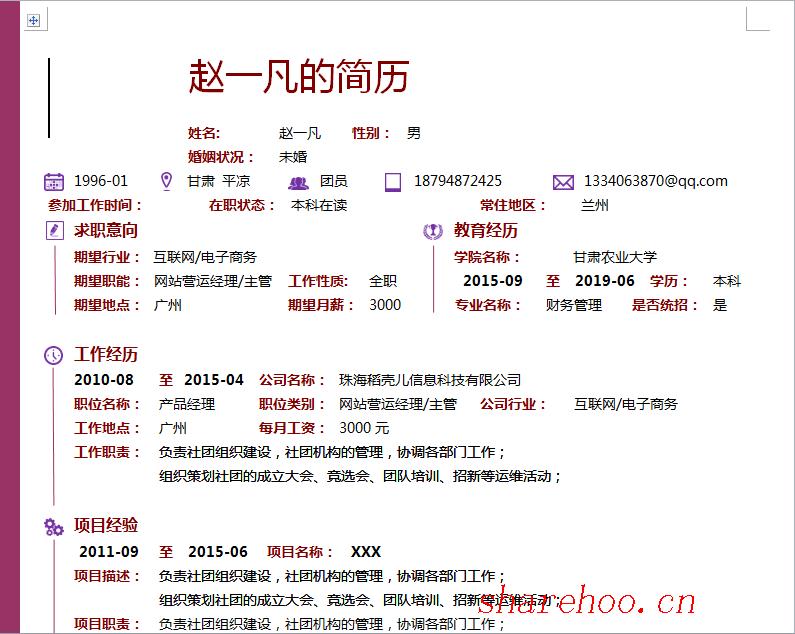 赵一凡的简历
姓名: 赵一凡 性别： 男
婚姻状况： 未婚
1996-01 甘肃 平凉 团员 18794872425 1334063870@qq.com
参加工作时间： 在职状态： 本科在读 常住地区： 兰州
求职意向 教育经历
期望行业： 互联网/电子商务 学院名称： 甘肃农业大学
期望职能： 网站营运经理/主管 工作性质: 全职 2015-09 至 2019-06 学历： 本科
期望地点： 广州 期望月薪： 3000 专业名称： 财务管理 是否统招： 是
工作经历
2010-08 至 2015-04 公司名称： 珠海稻壳儿信息科技有限公司
职位名称： 产品经理 职位类别： 网站营运经理/主管 公司行业： 互联网/电子商务
工作地点： 广州 每月工资： 3000 元
工作职责： 负责社团组织建设，社团机构的管理，协调各部门工作；
组织策划社团的成立大会、竞选会、团队培训、招新等运维活动；
项目经验
2011-09 至 2015-06 项目名称： XXX
项目描述： 负责社团组织建设，社团机构的管理，协调各部门工作；
组织策划社团的成立大会、竞选会、团队培训、招新等运维活动；
sharehoo.cn
项目职责： 负责社团组织建设，社团机构的管理，协调各部门工作；